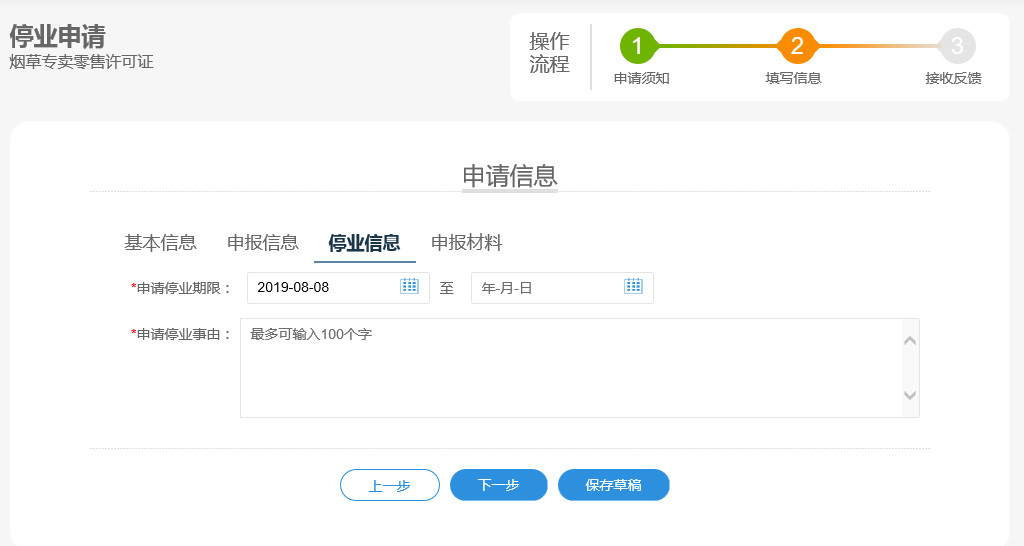 停业申请
烟草专卖零售许可证
操作
流程
1
2
3
申请须知
填写信息
接收反馈
申请信息
基本信息 申报信息 停业信息 申报材料
*申请停业期限： 2019-08-08 至 年-月-日
*申请停业事由： 最多可输入100个字
上一步 下一步 保存草稿